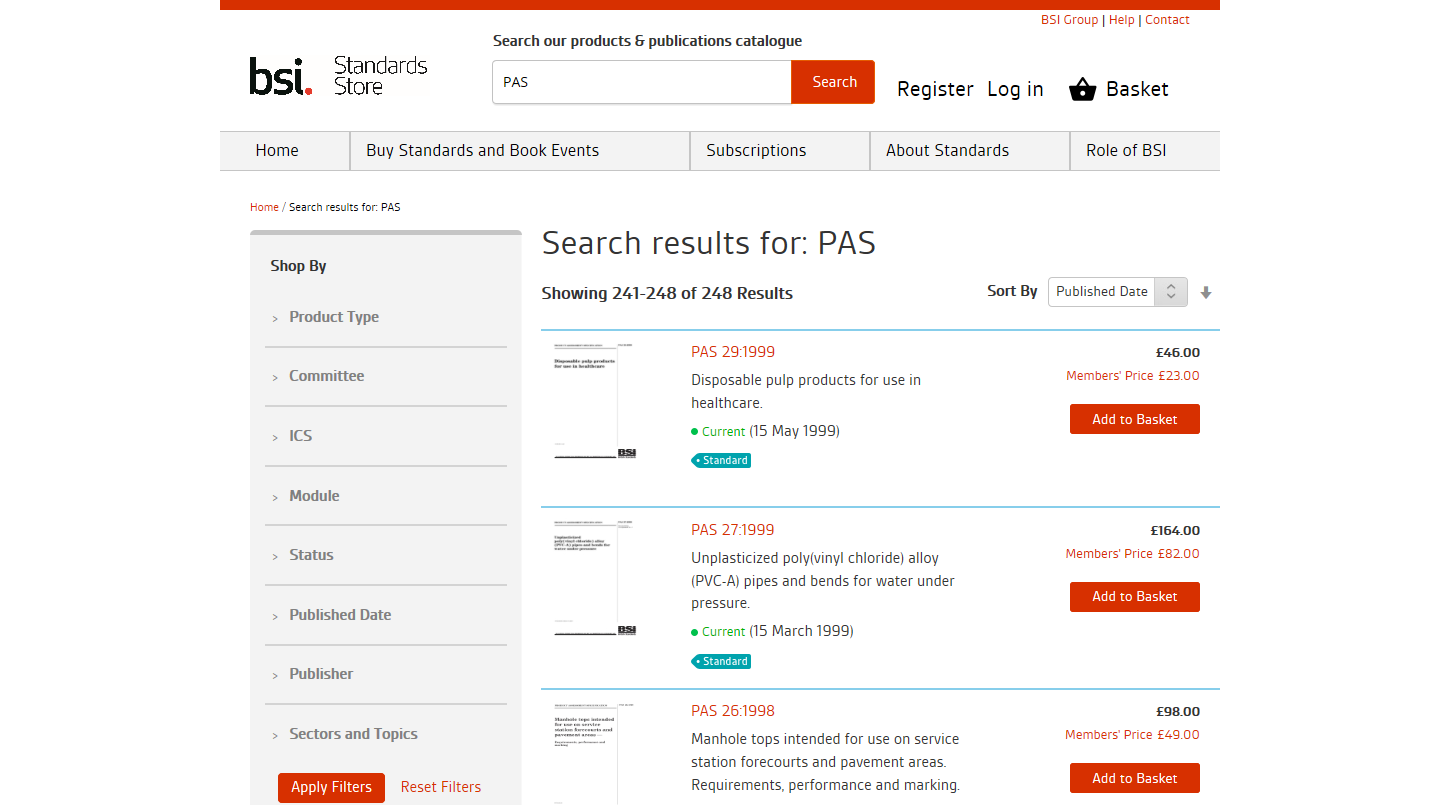 BSI Group | Help | Contact
Search our products & publications catalogue
bsi. Standards Store
PAS
Search
Register Log in Basket
Home
Buy Standards and Book Events
Subscriptions
About Standards
Role of BSI
Home / Search results for: PAS
Shop By
> Product Type
> Committee
> ICS
> Module
> Status
> Published Date
> Publisher
> Sectors and Topics
Apply Filters
Reset Filters
Search results for: PAS
Showing 241-248 of 248 Results
Sort By Published Date
Disposable pulp products
for use in healthcare
BSI
PAS 29:1999
Disposable pulp products for use in
healthcare.
Current (15 May 1999)
Standard
£46.00
Members' Price £23.00
Add to Basket
Unplasticized
poly(vinyl chloride) alloy
(PVC-A) pipes and bends for
water under pressure
BSI
PAS 27:1999
Unplasticized poly(vinyl chloride) alloy
(PVC-A) pipes and bends for water under
pressure.
Current (15 March 1999)
Standard
£164.00
Members' Price £82.00
Add to Basket
Manhole tops intended
for use on service
station forecourts and
pavement areas —
PAS 26:1998
Manhole tops intended for use on service
station forecourts and pavement areas.
Requirements, performance and marking.
£98.00
Members' Price £49.00
Add to Basket